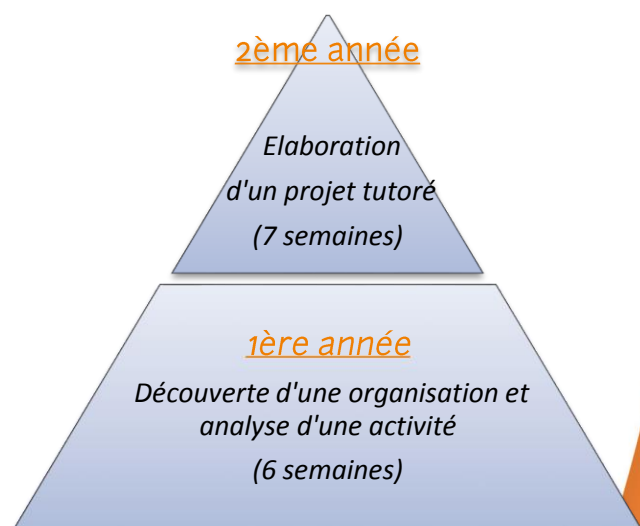 2ème année
Elaboration
d'un projet tutoré
(7 semaines)
1ère année
Découverte d'une organisation et
analyse d'une activité
(6 semaines)